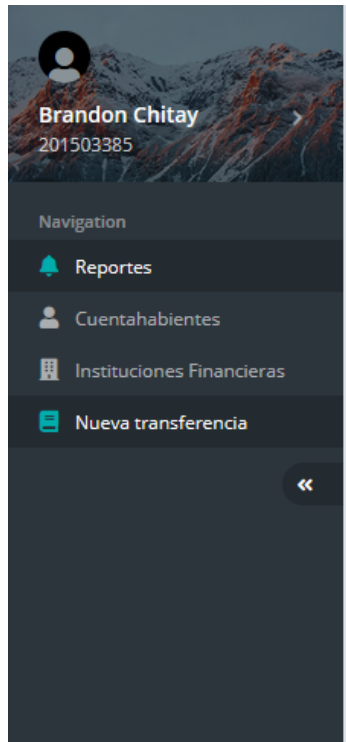 Brandon Chitay
201503385
Navigation
Reportes
Cuentahabientes
Instituciones Financieras
Nueva transferencia